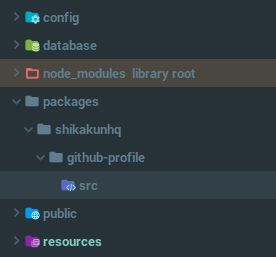 config
database
node_modules library root
packages
shikakunhq
github-profile
src
public
resources